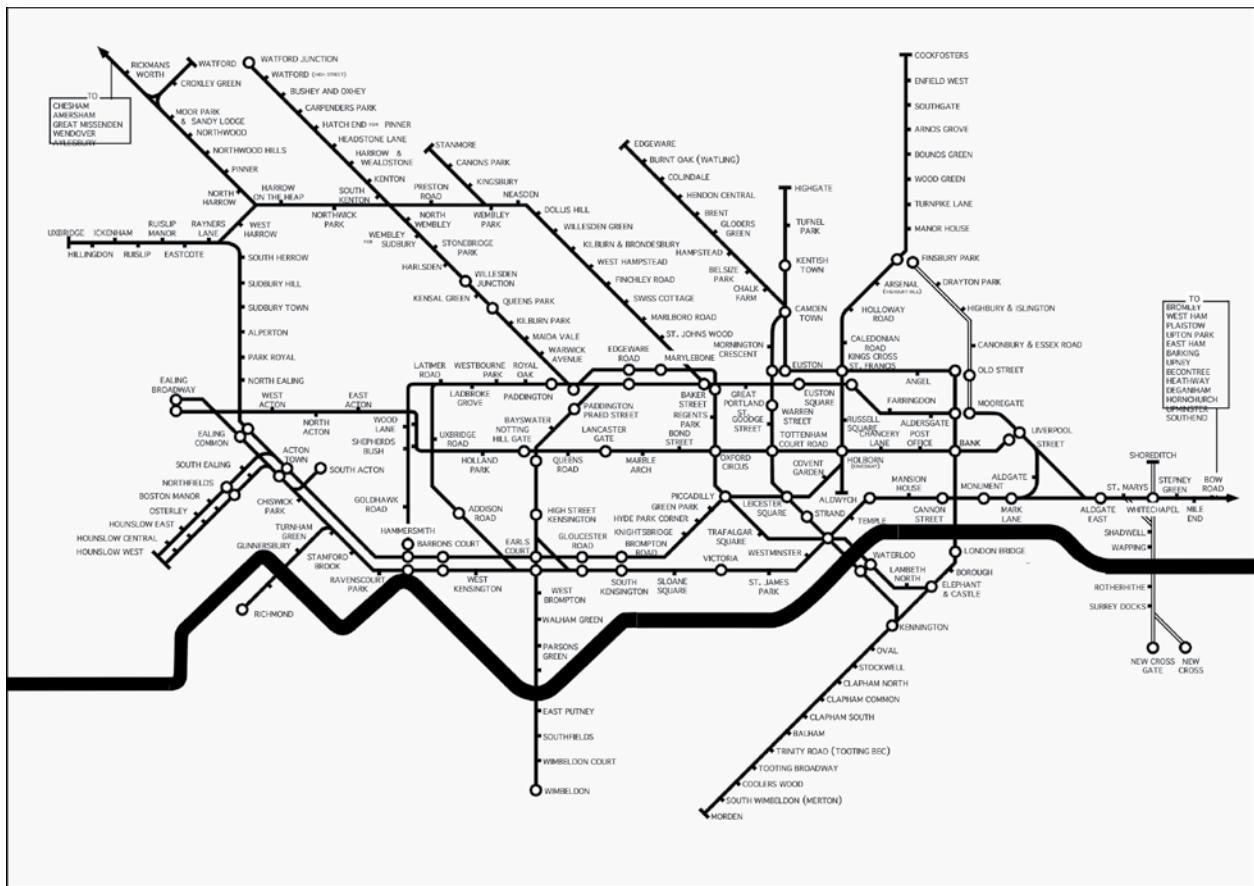 RICKMANS
WORTH
WATFORD
CROXLEY GREEN
TO
CHESHAM
AMERSHAM
GREAT MISSENDEN
WENDOVER
AYLESBURY
MOOR PARK
& SANDY LODGE
NORTHWOOD
NORTHWOOD HILLS
PINNER
NORTH
HARROW
HARROW
ON THE HEAP
WEST
HARROW
RAYNERS
LANE
RUISLIP
MANOR
UXBRIDGE
ICKENHAM
HILLINGDON
RUISLIP
EASTCOTE
SOUTH HERROW
SUDBURY HILL
SUDBURY TOWN
ALPERTON
PARK ROYAL
NORTH EALING
WATFORD JUNCTION
WATFORD (HIGH STREET)
BUSHEY AND OXHEY
CARPENDERS PARK
HATCH END FOR PINNER
HEADSTONE LANE
HARROW &
WEALDSTONE
KENTON
SOUTH
KENTON
NORTHWICK
PARK
PRESTON
ROAD
NORTH
WEMBLEY
WEMBLEY
FOR SUDBURY
STONEBRIDGE
PARK
HARLSDEN
WILLESDEN
JUNCTION
KENSAL GREEN
QUEENS PARK
KILBURN PARK
MAIDA VALE
WARWICK
AVENUE
STANMORE
CANONS PARK
KINGSBURY
NEASDEN
WEMBLEY
PARK
DOLLIS HILL
WILLESDEN GREEN
KILBURN & BRONDESBURY
WEST HAMPSTEAD
FINCHLEY ROAD
SWISS COTTAGE
MARLBORO ROAD
ST. JOHNS WOOD
EDGEWARE
BURNT OAK (WATLING)
COLINDALE
HENDON CENTRAL
BRENT
GLODERS
GREEN
HAMPSTEAD
BELSIZE
PARK
CHALK
FARM
HIGHGATE
TUFNEL
PARK
KENTISH
TOWN
CAMDEN
TOWN
MORNINGTON
CRESCENT
COCKFOSTERS
ENFIELD WEST
SOUTHGATE
ARNOS GROVE
BOUNDS GREEN
WOOD GREEN
TURNPIKE LANE
MANOR HOUSE
FINSBURY PARK
ARSENAL
(HIGHBURY HILL)
HOLLOWAY
ROAD
CALEDONIAN
ROAD
KINGS CROSS
ST. FRANCIS
DRAYTON PARK
HIGHBURY & ISLINGTON
CANONBURY & ESSEX ROAD
OLD STREET
MOOREGATE
TO
BROMLEY
WEST HAM
PLAISTOW
UPTON PARK
EAST HAM
BARKING
UPNEY
BECONTREE
HEATHWAY
DEGANIHAM
HORNCHURCH
UPMINSTER
SOUTHEND
EALING
BROADWAY
WEST
ACTON
EAST
ACTON
NORTH
ACTON
WOOD
LANE
SHEPHERDS
BUSH
EALING
COMMON
ACTON
TOWN
SOUTH ACTON
SOUTH EALING
NORTHFIELDS
BOSTON MANOR
OSTERLEY
HOUNSLOW EAST
HOUNSLOW CENTRAL
HOUNSLOW WEST
CHISWICK
PARK
TURNHAM
GREEN
GUNNERSBURY
STAMFORD
BROOK
RICHMOND
RAVENSCOURT
PARK
GOLDHAWK
ROAD
HAMMERSMITH
BARRONS COURT
WEST
KENSINGTON
LATIMER
ROAD
WESTBOURNE
PARK
ROYAL
OAK
LADBROKE
GROVE
PADDINGTON
EDGEWARE
ROAD
MARYLEBONE
PADDINGTON
PRAED STREET
BAYSWATER
NOTTING
HILL GATE
LANCASTER
GATE
UXBRIDGE
ROAD
HOLLAND
PARK
QUEENS
ROAD
MARBLE
ARCH
BOND
STREET
REGENTS
PARK
BAKER
STREET
GREAT
PORTLAND
ST.
GOODGE
STREET
WARREN
STREET
EUSTON
EUSTON
SQUARE
TOTTENHAM
COURT ROAD
OXFORD
CIRCUS
RUSSELL
SQUARE
ANGEL
FARRINGDON
ALDERSGATE
CHANCERY
LANE
POST
OFFICE
BANK
LIVERPOOL
STREET
HOLBORN
(KINGSWAY)
COVENT
GARDEN
ALDWYCH
LEICESTER
SQUARE
PICCADILLY
GREEN PARK
HYDE PARK CORNER
KNIGHTSBRIDGE
BROMPTON
ROAD
GLOUCESTER
ROAD
HIGH STREET
KENSINGTON
ADDISON
ROAD
EARLS
COURT
SOUTH
KENSINGTON
SLOANE
SQUARE
VICTORIA
ST. JAMES
PARK
WESTMINSTER
TRAFALGAR
SQUARE
STRAND
TEMPLE
MANSION
HOUSE
CANNON
STREET
MONUMENT
MARK
LANE
ALDGATE
ALDGATE
EAST
ST. MARYS
WHITECHAPEL
SHOREDITCH
STEPNEY
GREEN
MILE
END
BOW
ROAD
SHADWELL
WAPPING
ROTHERHITHE
SURREY DOCKS
NEW CROSS
GATE
NEW
CROSS
WATERLOO
LAMBETH
NORTH
LONDON BRIDGE
BOROUGH
ELEPHANT
& CASTLE
KENNINGTON
OVAL
STOCKWELL
CLAPHAM NORTH
CLAPHAM COMMON
CLAPHAM SOUTH
BALHAM
TRINITY ROAD (TOOTING BEC)
TOOTING BROADWAY
COOLERS WOOD
SOUTH WIMBELDON (MERTON)
MORDEN
WEST
BROMPTON
WALHAM GREEN
PARSONS
GREEN
EAST PUTNEY
SOUTHFIELDS
WIMBELDON COURT
WIMBELDON